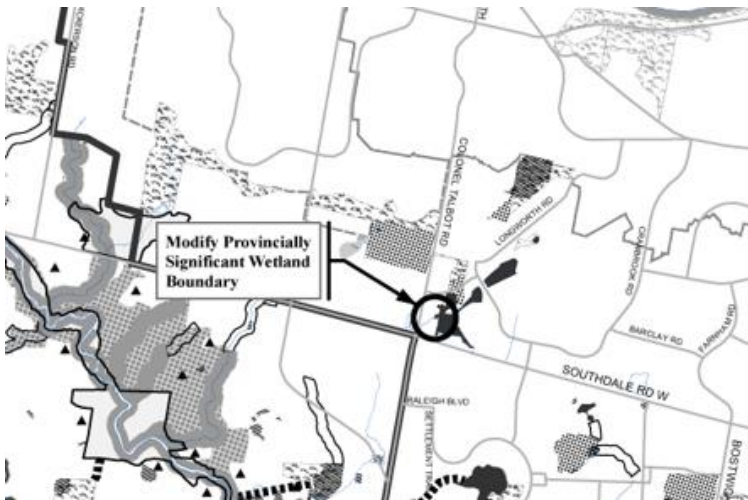 COLONEL TALBOT RD
LONGWORTH RD
Modify Provincially
Significant Wetland
Boundary
CRANBROOK RD
BARCLAY RD
FARNHAM RD
SOUTHDALE RD W
RALEIGH BLVD